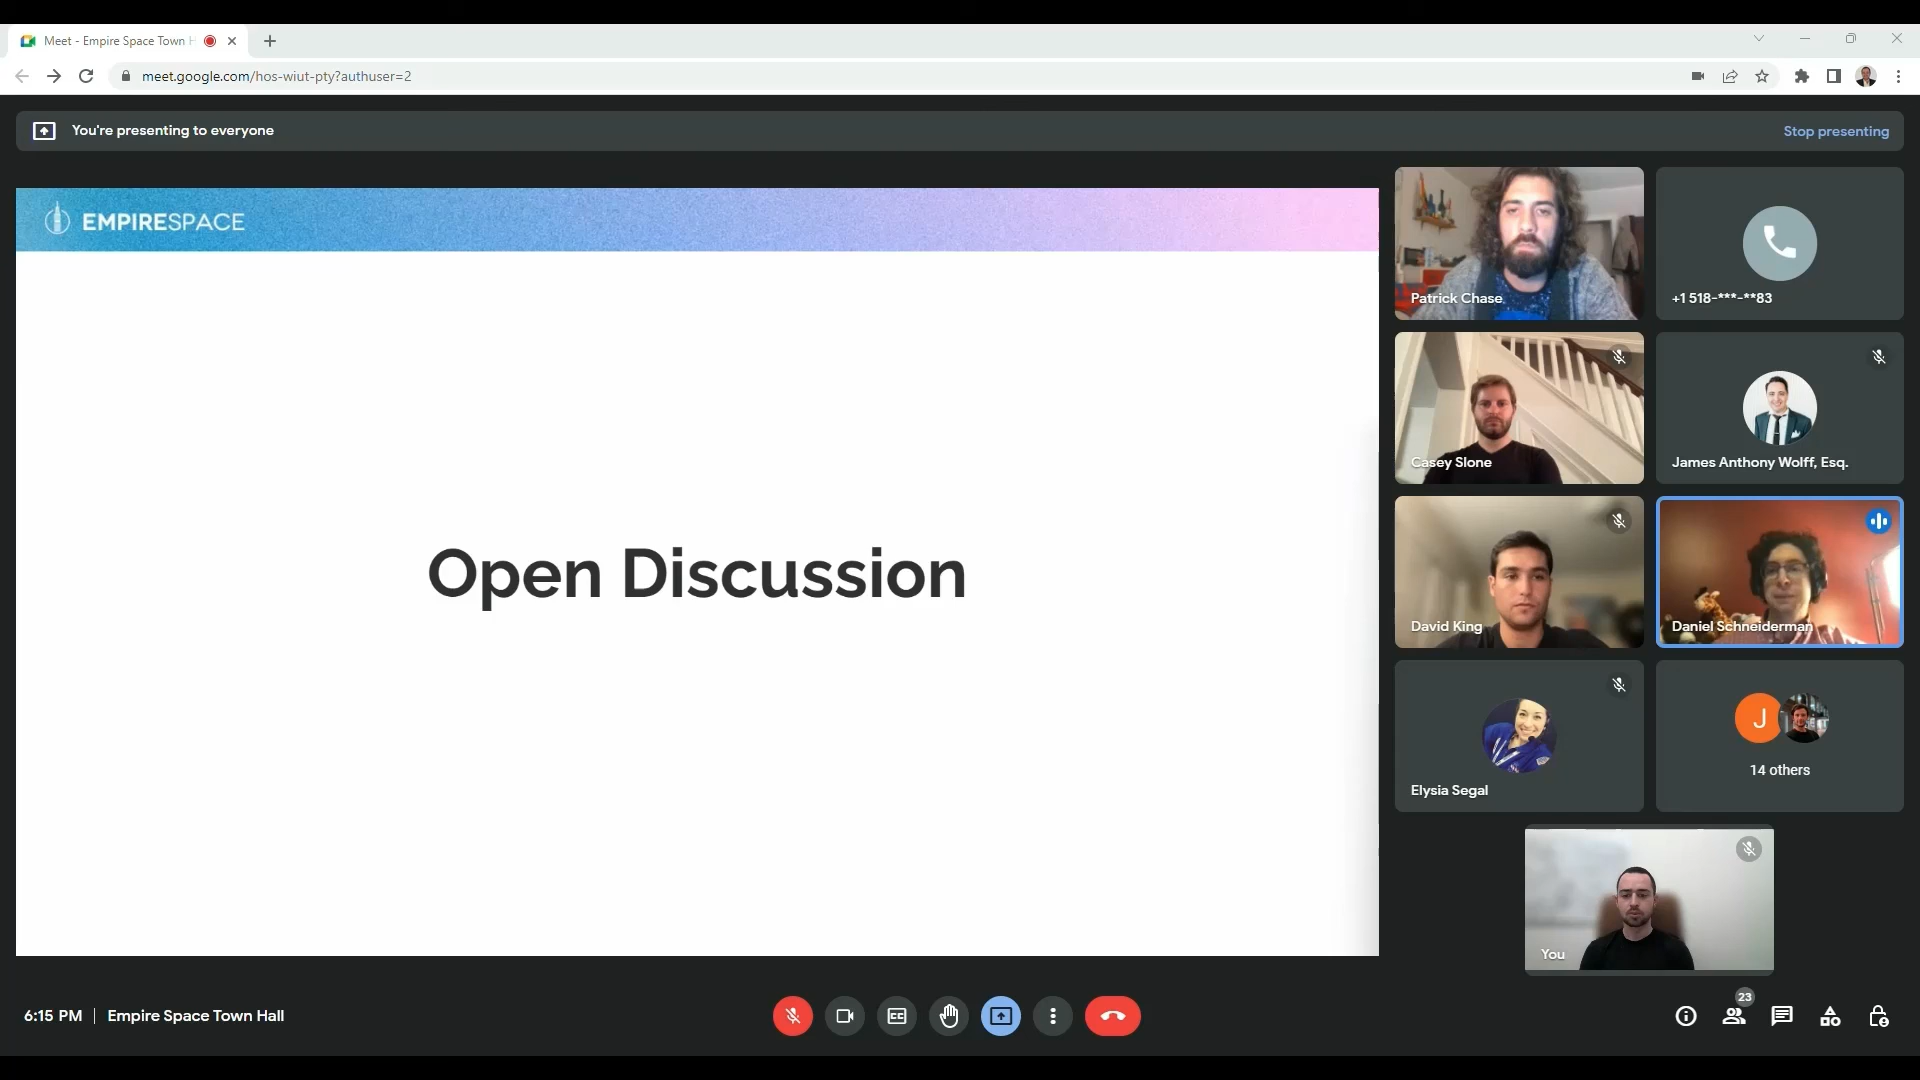 Meet - Empire Space Town H
meet.google.com/hos-wiut-pty?authuser=2
You're presenting to everyone
Stop presenting
EMPIRESPACE
Open Discussion
Patrick Chase
+1 518-***-**83
Casey Slone
James Anthony Wolff, Esq.
David King
Daniel Schneiderman
Elysia Segal
J
14 others
You
6:15 PM
Empire Space Town Hall
CC
23